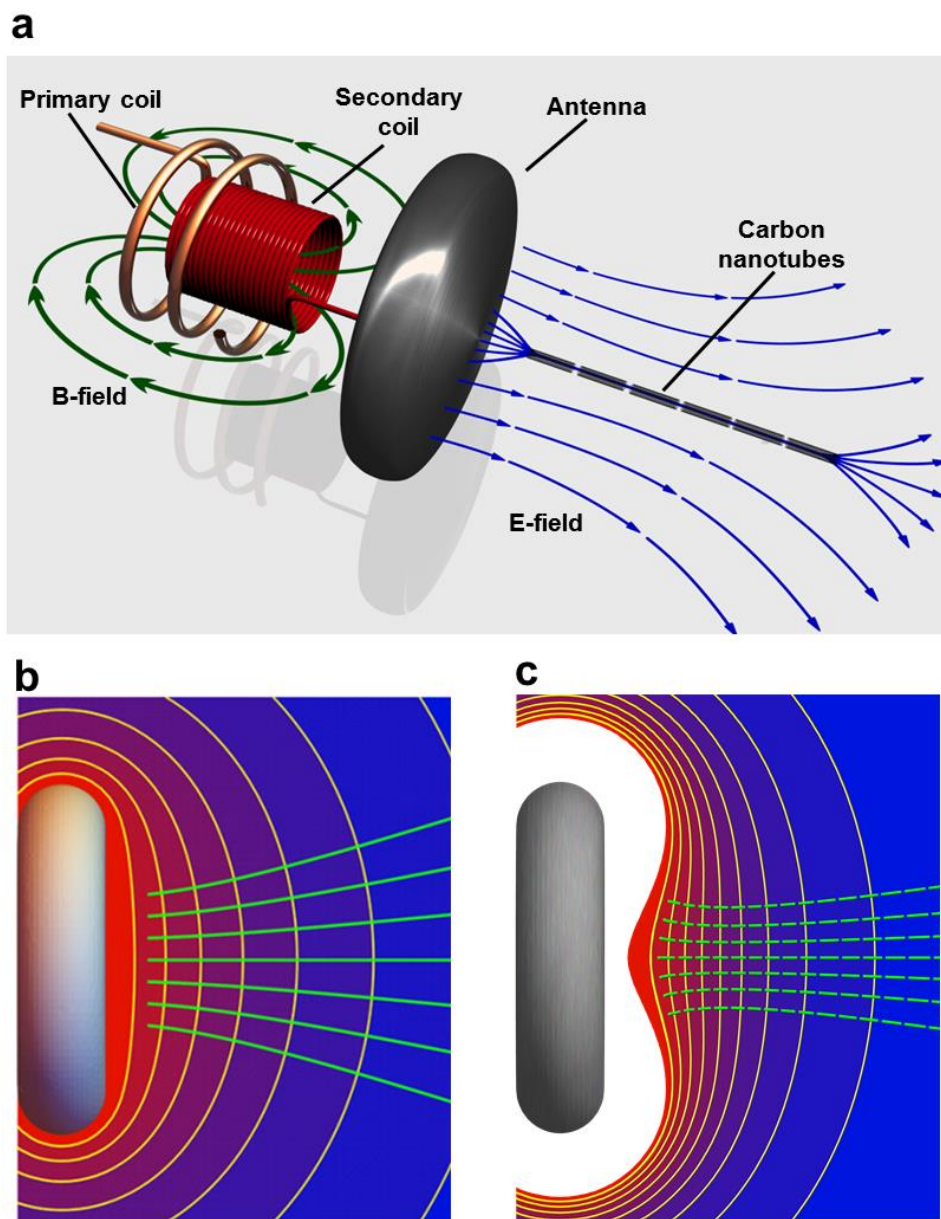 a
Primary coil
Secondary
coil
Antenna
Carbon
nanotubes
B-field
E-field
b
c